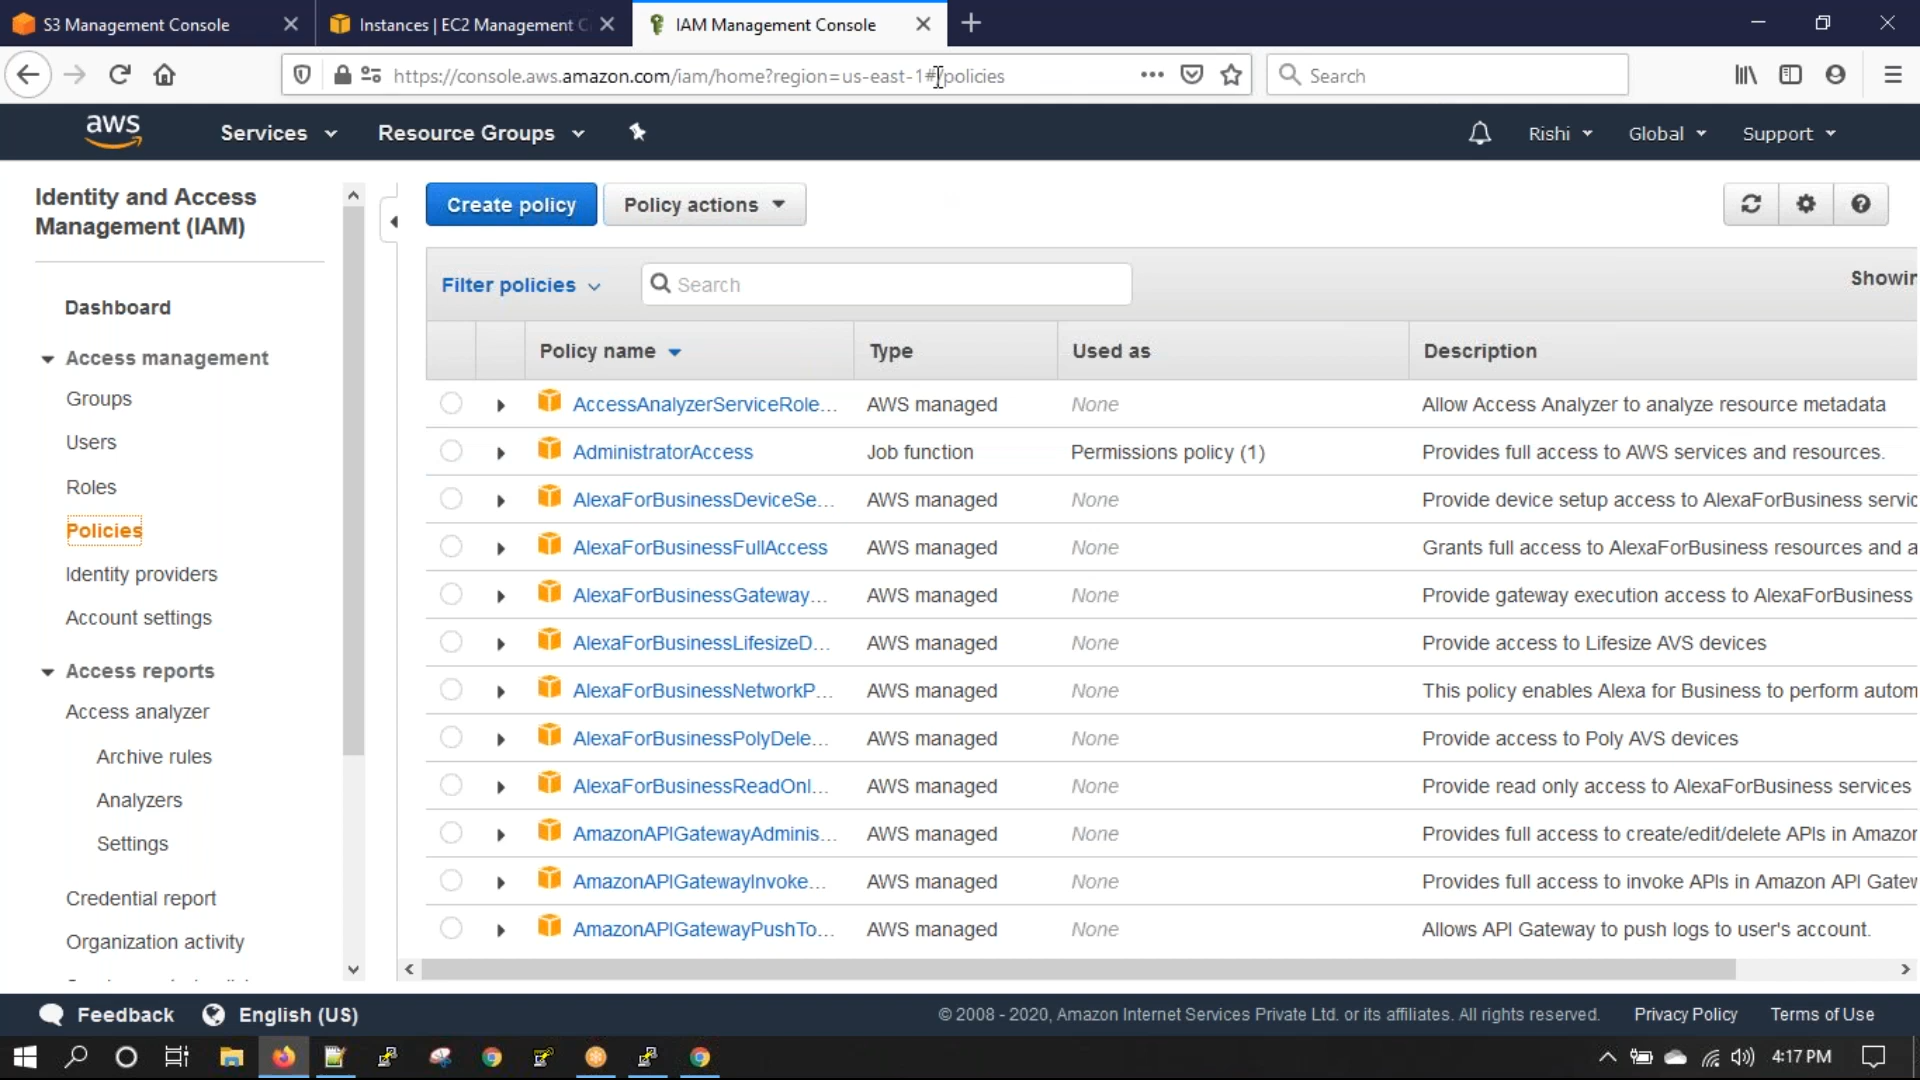 S3 Management Console
Instances | EC2 Management C
IAM Management Console
https://console.aws.amazon.com/iam/home?region=us-east-1#/policies
Search
aws
Services
Resource Groups
Rishi
Global
Support
Identity and Access
Management (IAM)
Dashboard
Access management
Groups
Users
Roles
Policies
Identity providers
Account settings
Access reports
Access analyzer
Archive rules
Analyzers
Settings
Credential report
Organization activity
Create policy
Policy actions
Filter policies
Search
Showin
Policy name Type Used as Description
AccessAnalyzerServiceRole... AWS managed None Allow Access Analyzer to analyze resource metadata
AdministratorAccess Job function Permissions policy (1) Provides full access to AWS services and resources.
AlexaForBusinessDeviceSe... AWS managed None Provide device setup access to AlexaForBusiness servic
AlexaForBusinessFullAccess AWS managed None Grants full access to AlexaForBusiness resources and a
AlexaForBusinessGateway... AWS managed None Provide gateway execution access to AlexaForBusiness
AlexaForBusinessLifesizeD... AWS managed None Provide access to Lifesize AVS devices
AlexaForBusinessNetworkP... AWS managed None This policy enables Alexa for Business to perform autom
AlexaForBusinessPolyDele... AWS managed None Provide access to Poly AVS devices
AlexaForBusinessReadOnl... AWS managed None Provide read only access to AlexaForBusiness services
AmazonAPIGatewayAdminis... AWS managed None Provides full access to create/edit/delete APIs in Amazon
AmazonAPIGatewayInvoke... AWS managed None Provides full access to invoke APIs in Amazon API Gatew
AmazonAPIGatewayPushTo... AWS managed None Allows API Gateway to push logs to user's account.
Feedback
English (US)
© 2008 - 2020, Amazon Internet Services Private Ltd. or its affiliates. All rights reserved.
Privacy Policy
Terms of Use
4:17 PM